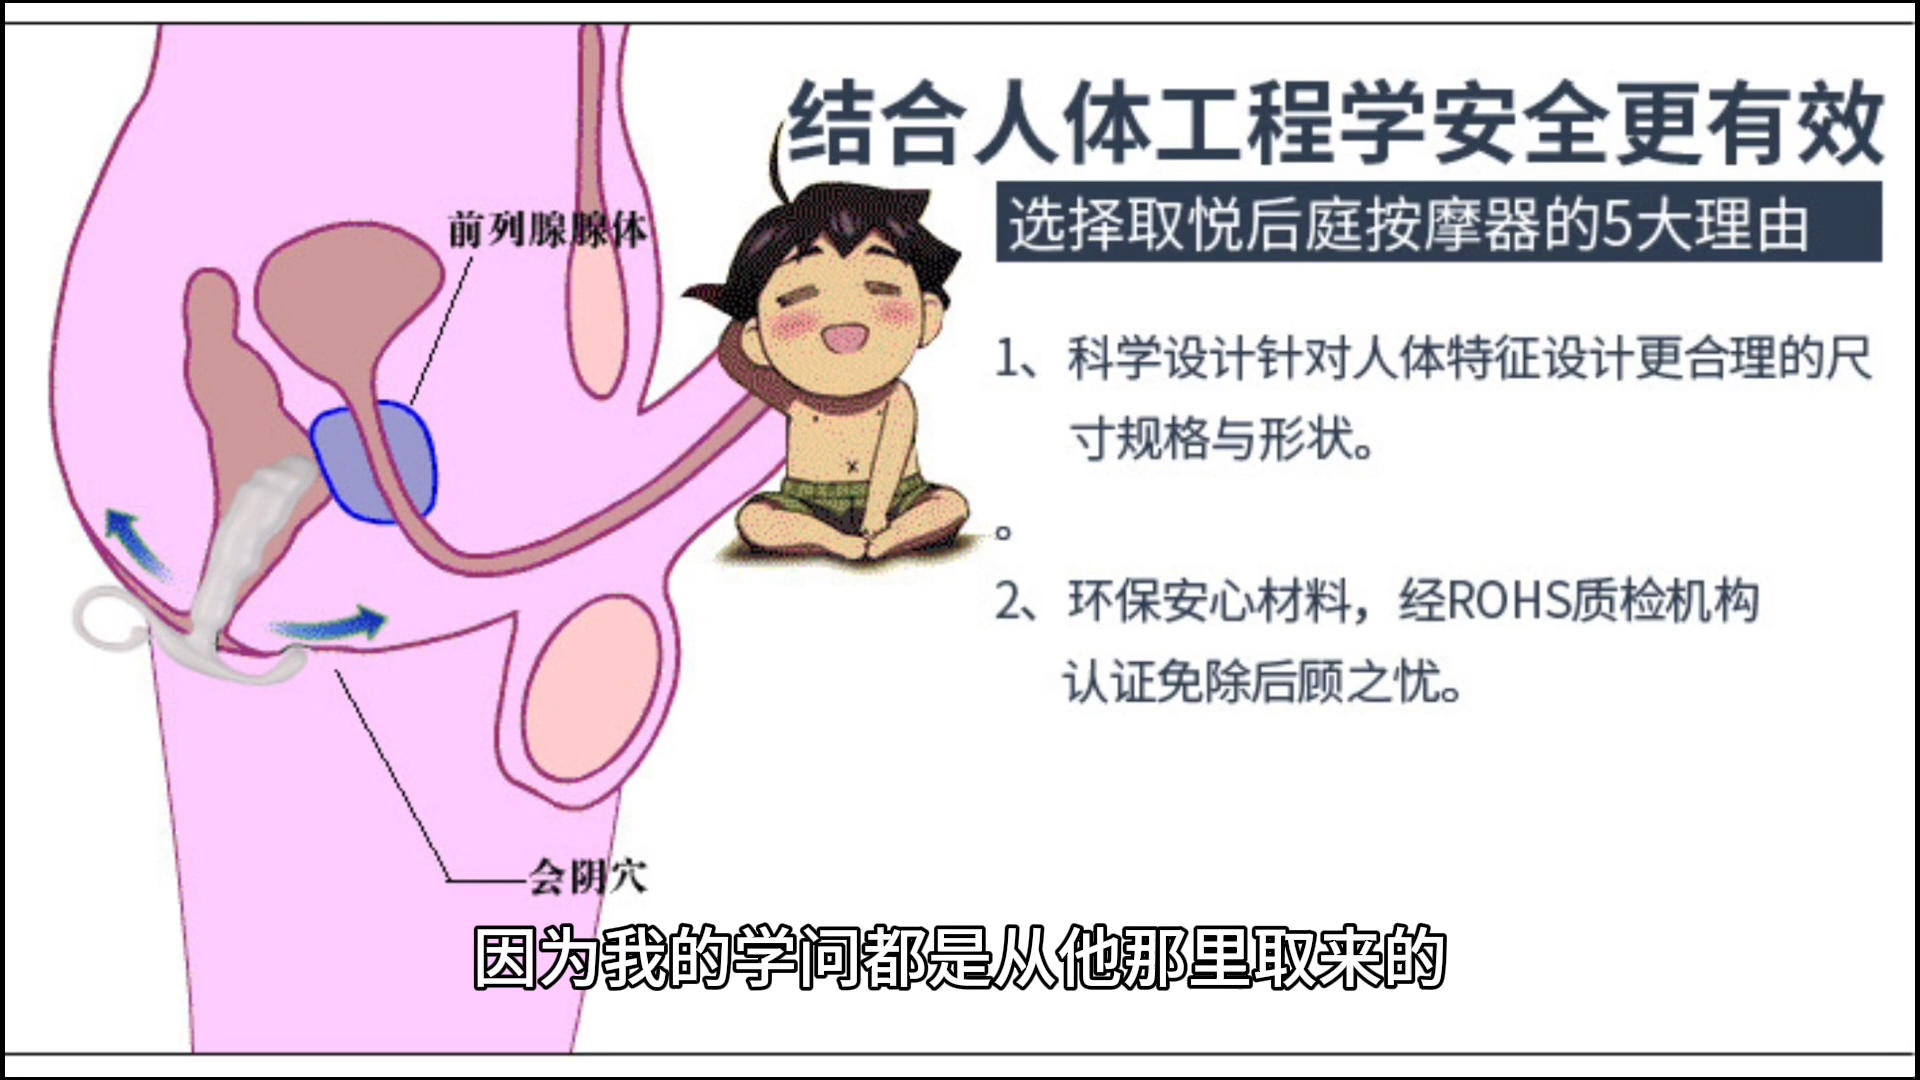 结合人体工程学安全更有效
选择取悦后庭按摩器的5大理由
前列腺腺体
1、科学设计针对人体特征设计更合理的尺
寸规格与形状。
。
2、环保安心材料，经ROHS质检机构
认证免除后顾之忧。
会阴穴
因为我的学问都是从他那里取来的